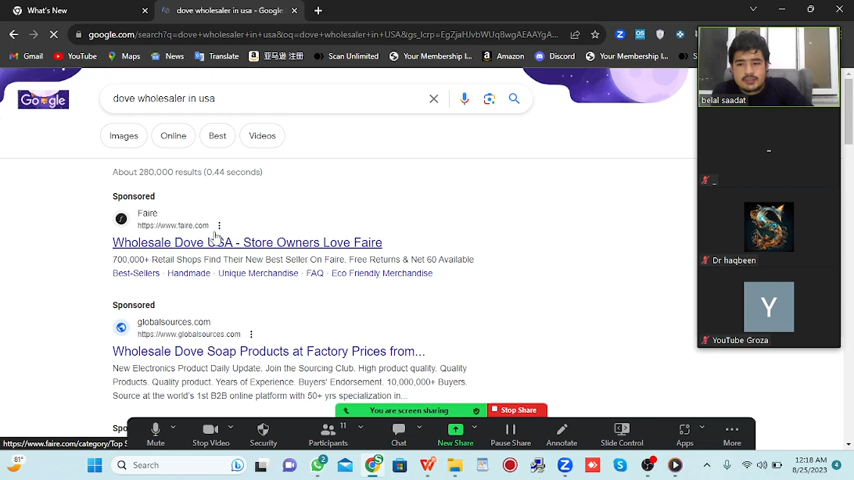 What's New
dove wholesaler in usa - Google
google.com/search?q=dove+wholesaler+in+usa&oq=dove+wholesaler+in+USA&gs_lcrp=
Gmail
YouTube
Maps
News
Translate
亚马逊注册
Scan Unlimited
Your Membership I...
Amazon
Discord
Your Membership I...
Google
dove wholesaler in usa
Images
Online
Best
Videos
About 280,000 results (0.44 seconds)
Sponsored
Faire
https://www.faire.com
Wholesale Dove USA - Store Owners Love Faire
700,000+ Retail Shops Find Their New Best Seller On Faire. Free Returns & Net 60 Available
Best-Sellers · Handmade · Unique Merchandise · FAQ · Eco Friendly Merchandise
Sponsored
globalsources.com
https://www.globalsources.com
Wholesale Dove Soap Products at Factory Prices from...
New Electronics Product Daily Update. Join the Sourcing Club. High product quality. Quality
Products. Quality product. Years of Experience. Buyers' Endorsement. 10,000,000+ Buyers.
Source at the world's 1st B2B online platform with 50+ yrs specialization in...
belal saadat
Dr haqbeen
Y
YouTube Groza
You are screen sharing
Stop Share
Mute
Stop Video
Security
Participants
11
Chat
New Share
Pause Share
Annotate
Slide Control
Apps
More
https://www.faire.com/category/Top S
81°
Search
12:18 AM
8/25/2023